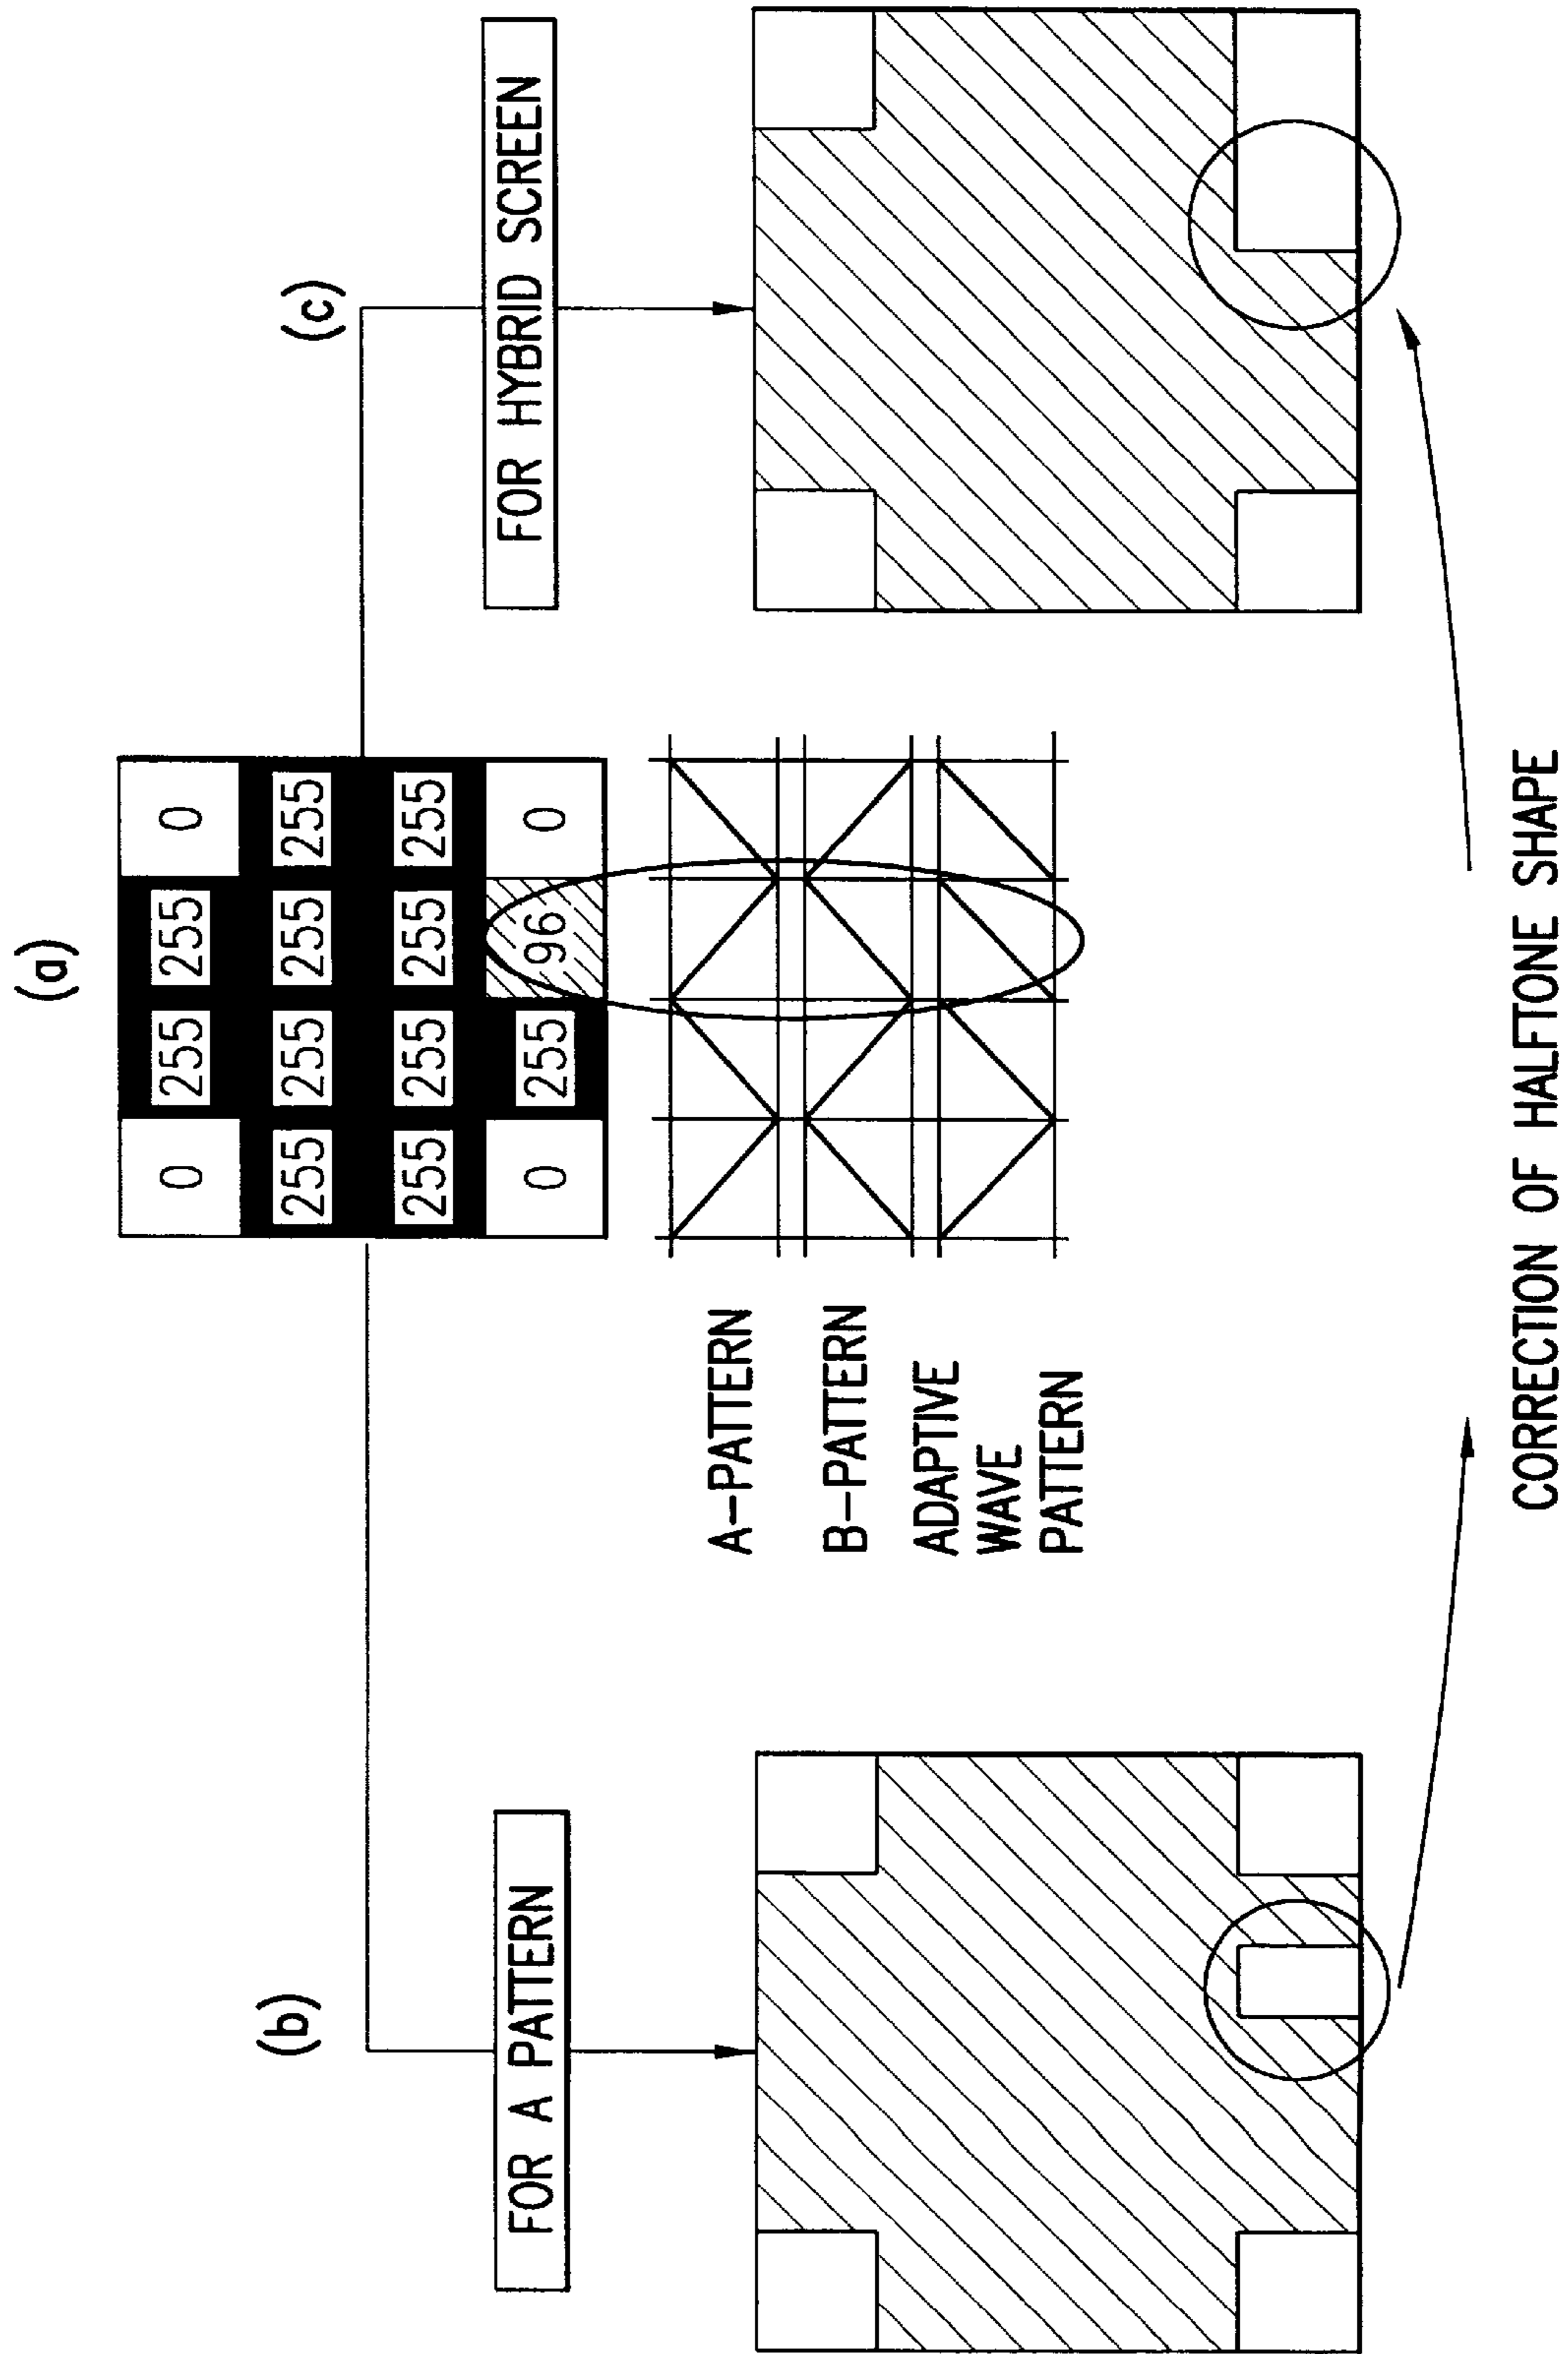 (a)
0 255 255 0
255 255 255 255
255 255 255 255
0 255 96 0
A-PATTERN
B-PATTERN
ADAPTIVE
WAVE
PATTERN
(b)
FOR A PATTERN
(c)
FOR HYBRID SCREEN
CORRECTION OF HALFTONE SHAPE